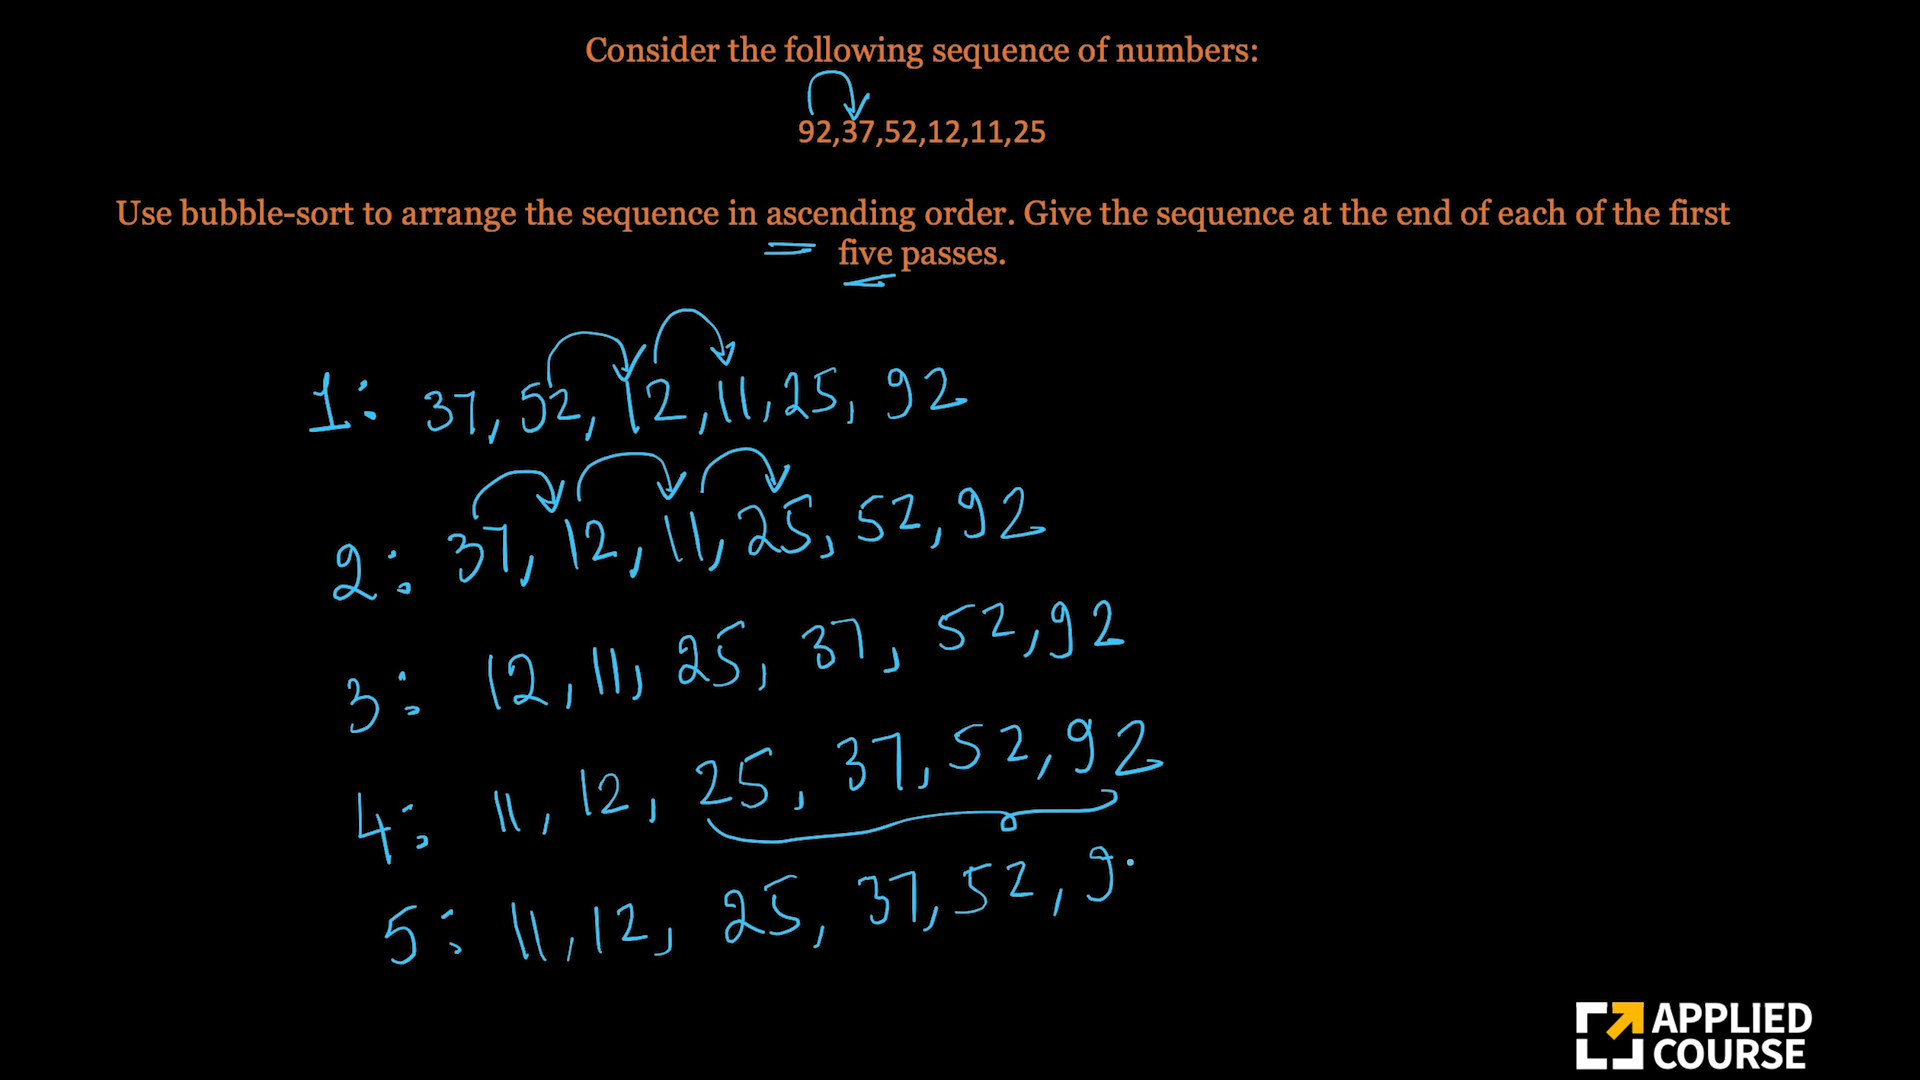 Consider the following sequence of numbers:
92,37,52,12,11,25
Use bubble-sort to arrange the sequence in ascending order. Give the sequence at the end of each of the first
five passes.
1: 37, 52, 12, 11, 25, 92
2: 37, 12, 11, 25, 52, 92
3: 12, 11, 25, 37, 52, 92
4: 11, 12, 25, 37, 52, 92
5: 11, 12, 25, 37, 52, 9
APPLIED
COURSE